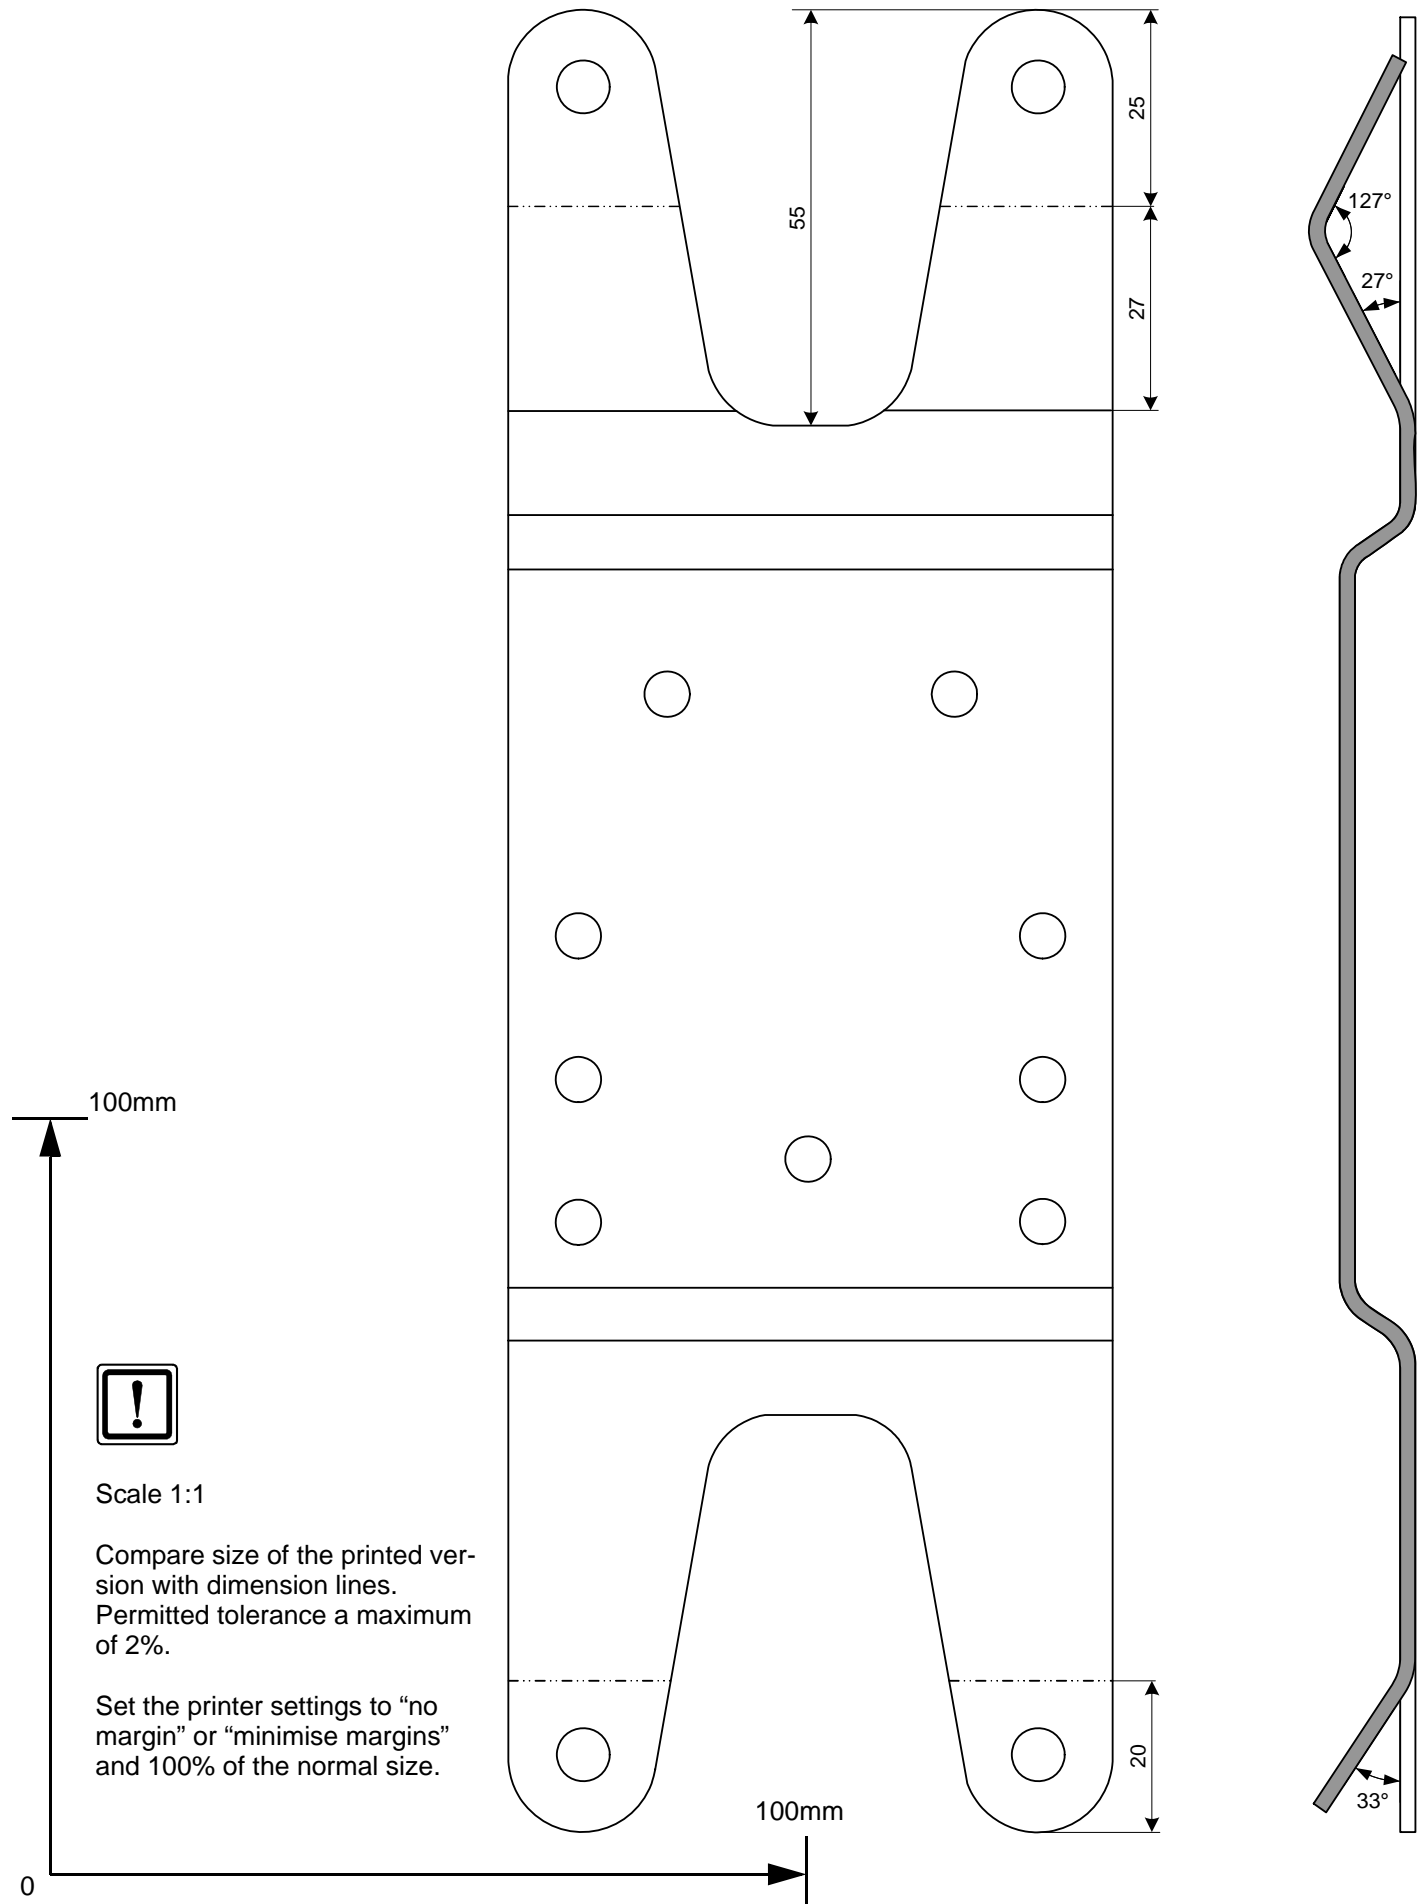 25
55
127°
27°
27
100mm
!
Scale 1:1
Compare size of the printed ver-
sion with dimension lines.
Permitted tolerance a maximum
of 2%.
Set the printer settings to “no
margin” or “minimise margins”
and 100% of the normal size.
20
33°
100mm
0